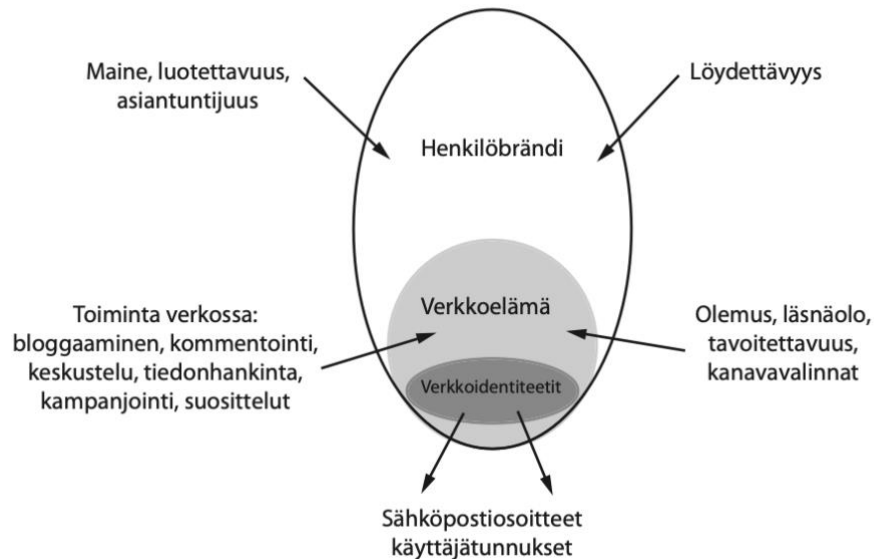 Maine, luotettavuus,
asiantuntijuus
Löydettävyys
Henkilöbrändi
Toiminta verkossa:
bloggaaminen, kommentointi,
keskustelu, tiedonhankinta,
kampanjointi, suosittelut
Verkkoelämä
Olemus, läsnäolo,
tavoitettavuus,
kanavavalinnat
Verkkoidentiteetit
Sähköpostiosoitteet
käyttäjätunnukset